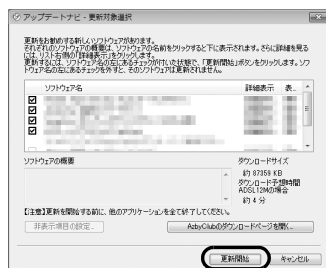 アップデートナビ - 更新対象選択
更新をお勧めする新しいソフトウェアがあります。
それぞれのソフトウェアの概要は、ソフトウェアの名前をクリックすると下に表示されます。さらに詳細を見る
には、リスト右側の「詳細表示」をクリックします。
更新するには、ソフトウェア名の左にあるチェックが付いた状態で、「更新開始」ボタンをクリックします。ソフ
トウェア名の左にあるチェックを外すと、そのソフトウェアは更新されません。
ソフトウェア名 詳細表示 表...
ソフトウェアの概要 ダウンロードサイズ
約 87359 KB
ダウンロード予想時間
ADSL12Mの場合
約 4 分
【注意】更新を開始する前に、他のアプリケーションを全て終了してください。
非表示項目の設定... AzbyClubのダウンロードページを開く...
更新開始 キャンセル